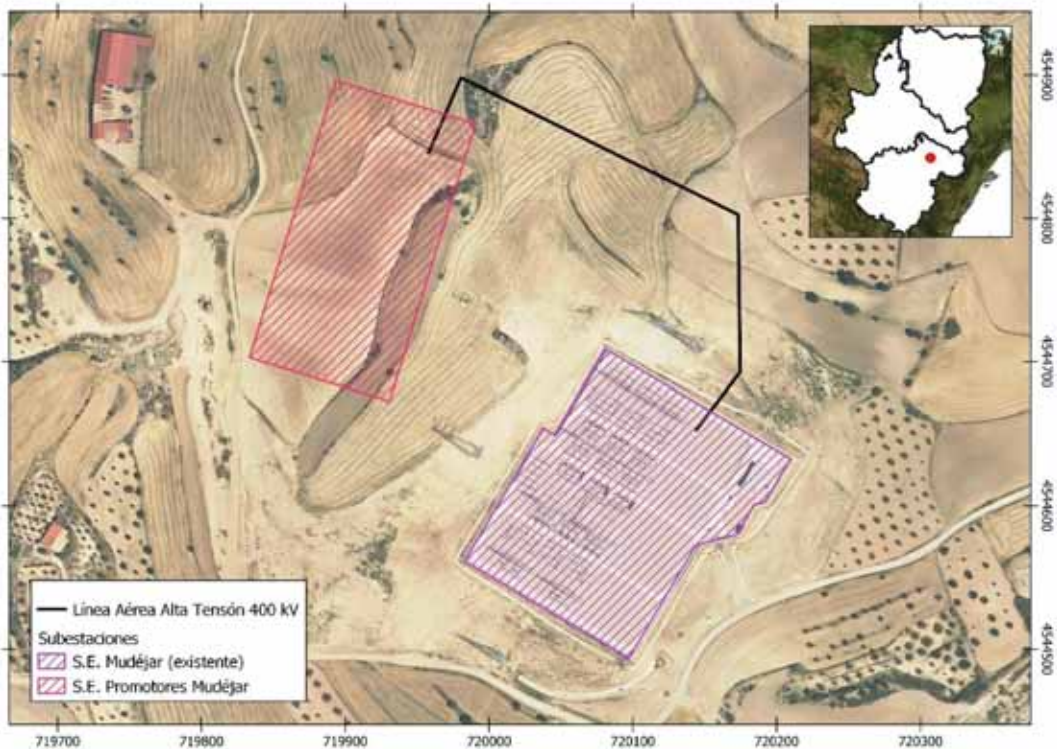 4544900
4544800
4544700
4544600
4544500
Línea Aérea Alta Tensón 400 kV
Subestaciones
S.E. Mudéjar (existente)
S.E. Promotores Mudéjar
719700 719800 719900 720000 720100 720200 720300